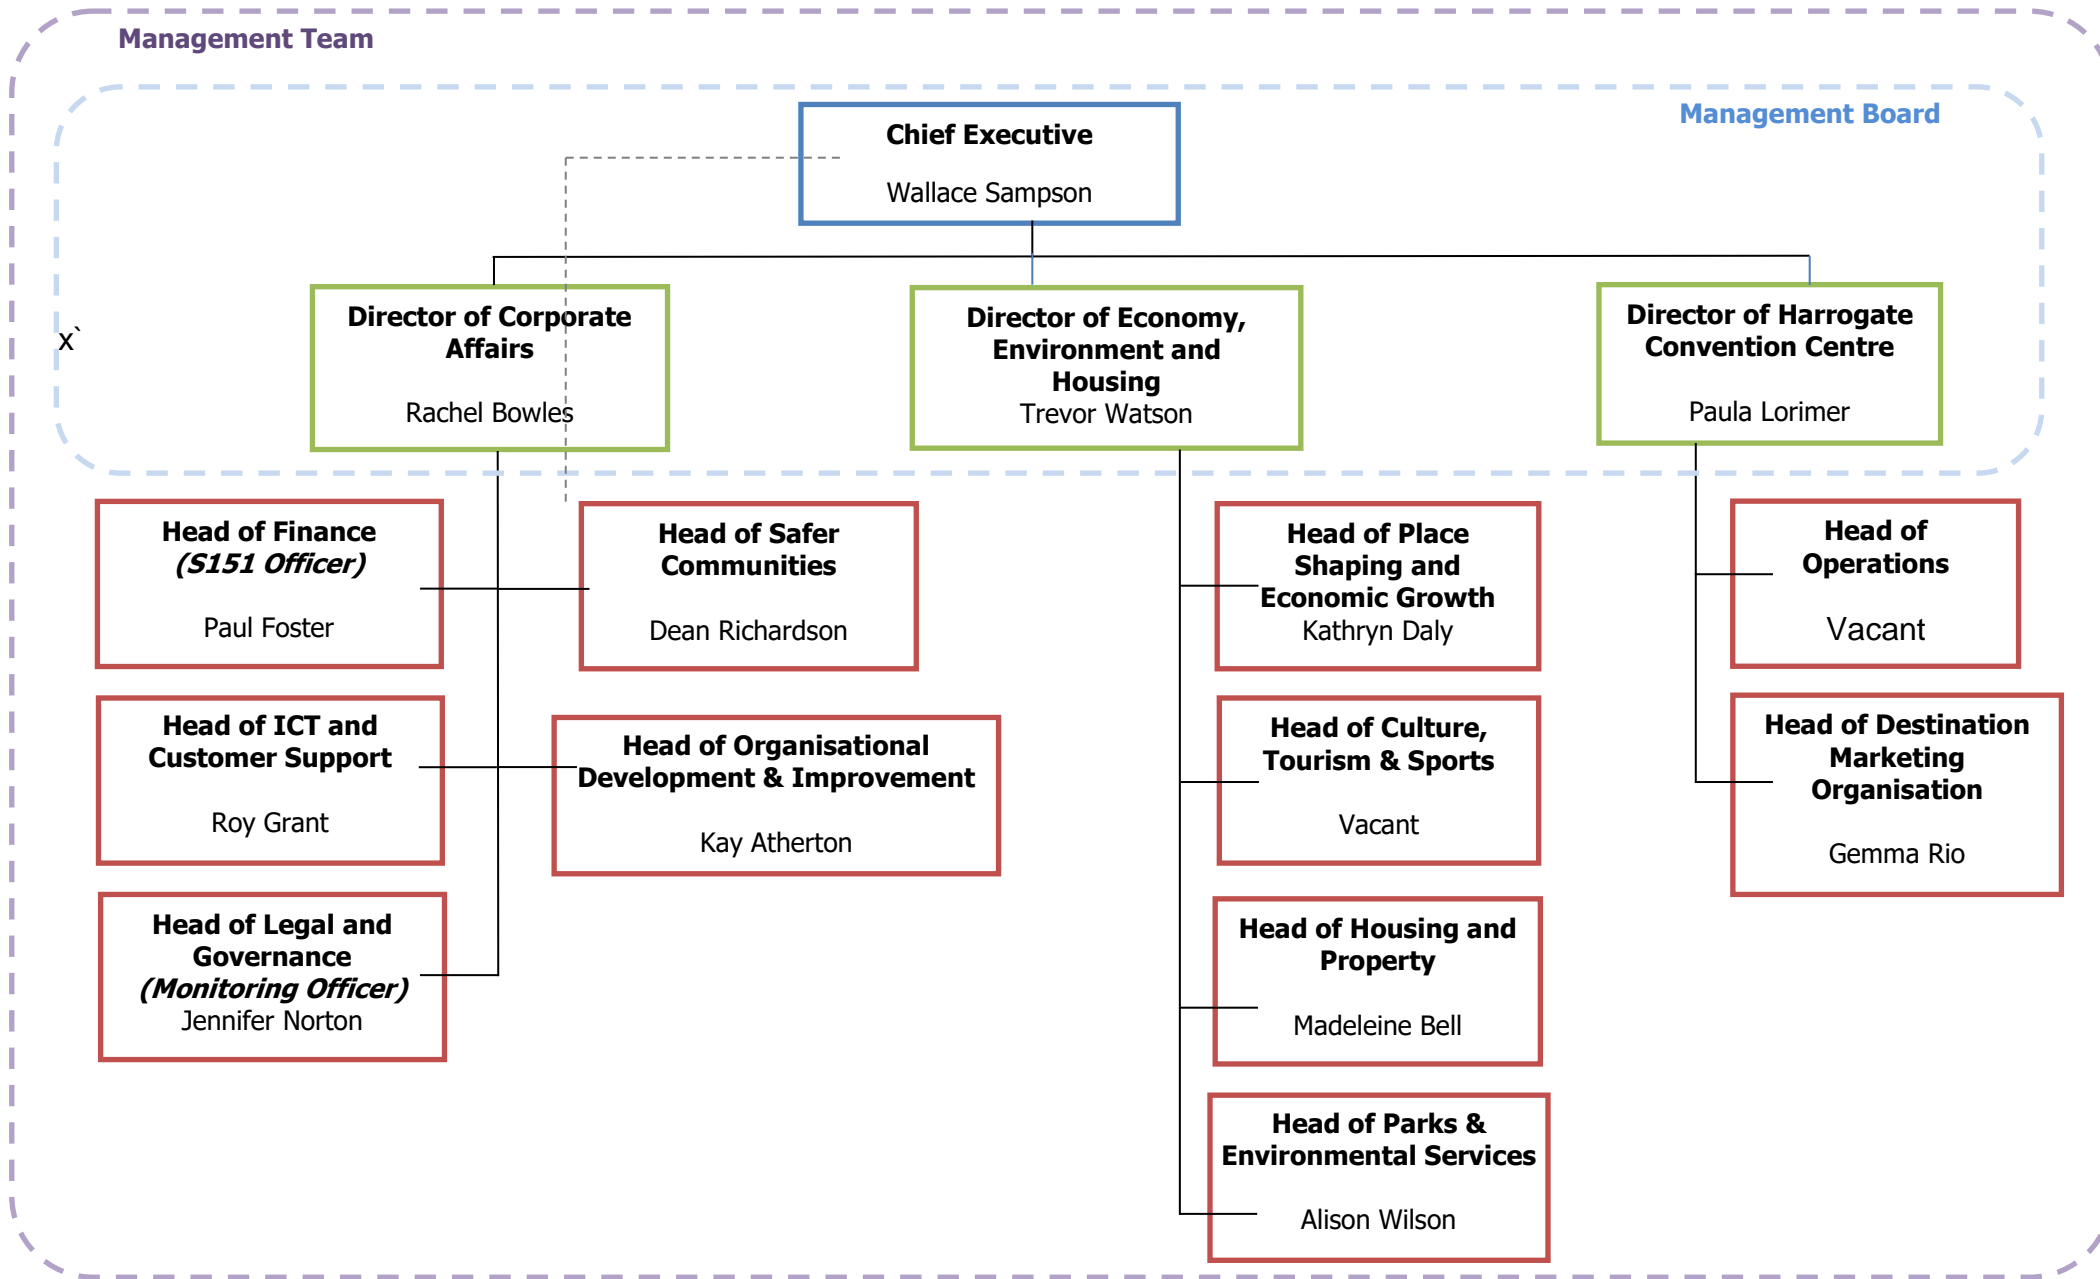 Management Team
Management Board
Chief Executive
Wallace Sampson
Director of Corporate
Affairs
Rachel Bowles
Director of Economy,
Environment and
Housing
Trevor Watson
Director of Harrogate
Convention Centre
Paula Lorimer
x`
Head of Finance
(S151 Officer)
Paul Foster
Head of Safer
Communities
Dean Richardson
Head of Place
Shaping and
Economic Growth
Kathryn Daly
Head of
Operations
Vacant
Head of ICT and
Customer Support
Roy Grant
Head of Organisational
Development & Improvement
Kay Atherton
Head of Culture,
Tourism & Sports
Vacant
Head of Destination
Marketing
Organisation
Gemma Rio
Head of Legal and
Governance
(Monitoring Officer)
Jennifer Norton
Head of Housing and
Property
Madeleine Bell
Head of Parks &
Environmental Services
Alison Wilson